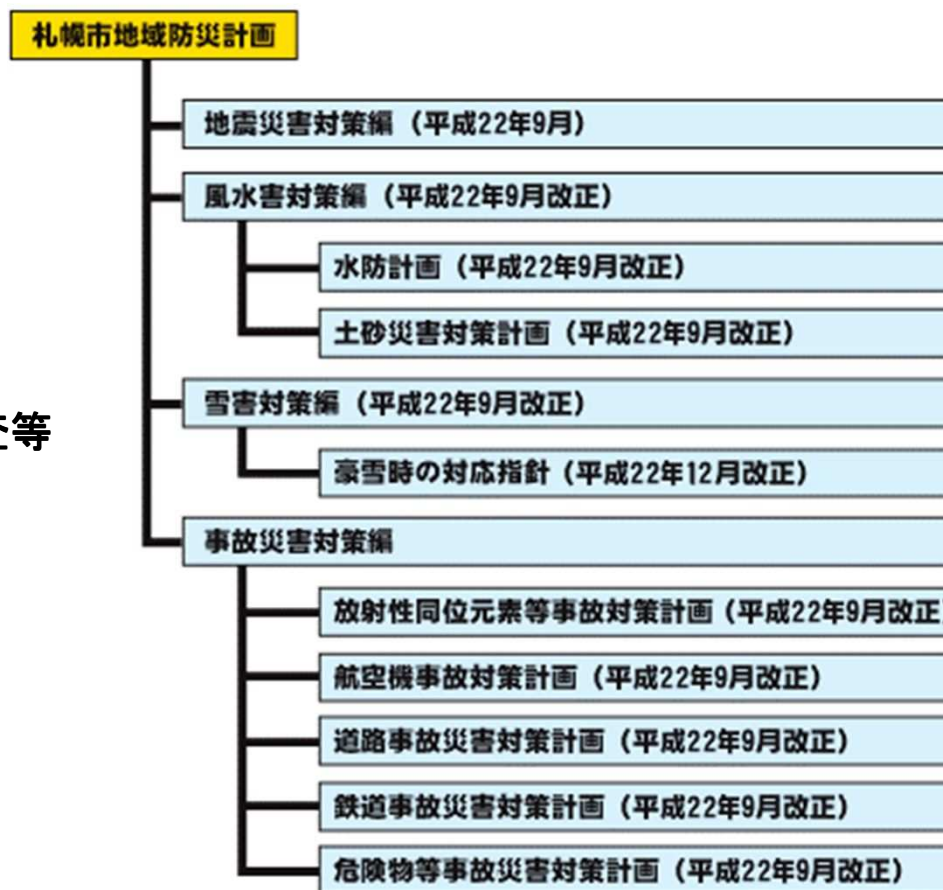 札幌市地域防災計画
地震災害対策編（平成22年9月）
風水害対策編（平成22年9月改正）
水防計画（平成22年9月改正）
土砂災害対策計画（平成22年9月改正）
雪害対策編（平成22年9月改正）
等
豪雪時の対応指針（平成22年12月改正）
事故災害対策編
放射性同位元素等事故対策計画（平成22年9月改正
航空機事故対策計画（平成22年9月改正）
道路事故災害対策計画（平成22年9月改正）
鉄道事故災害対策計画（平成22年9月改正）
危険物等事故災害対策計画（平成22年9月改正）